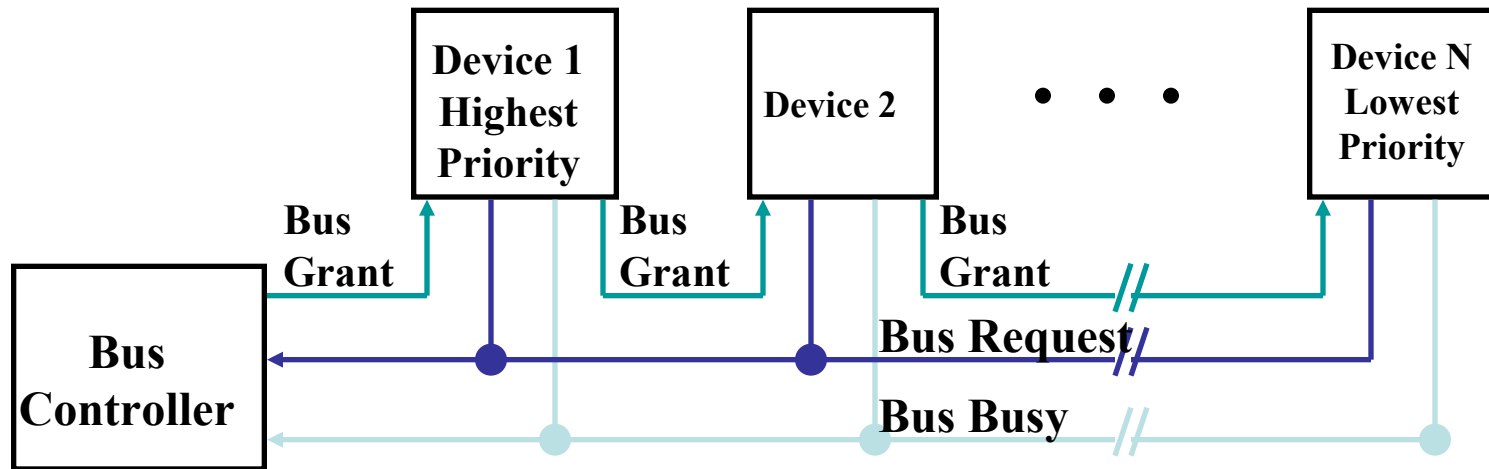 Device 1
Highest
Priority
Device 2
Device N
Lowest
Priority
Bus
Grant
Bus
Grant
Bus
Grant
Bus
Controller
Bus Request
Bus Busy